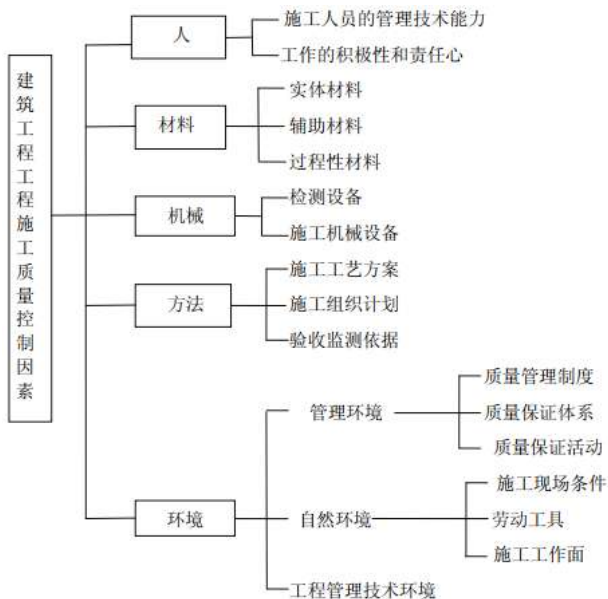 建筑工程工程施工质量控制因素
人
施工人员的管理技术能力
工作的积极性和责任心
材料
实体材料
辅助材料
过程性材料
机械
检测设备
施工机械设备
方法
施工工艺方案
施工组织计划
验收监测依据
环境
管理环境
质量管理制度
质量保证体系
质量保证活动
自然环境
施工现场条件
劳动工具
施工工作面
工程管理技术环境